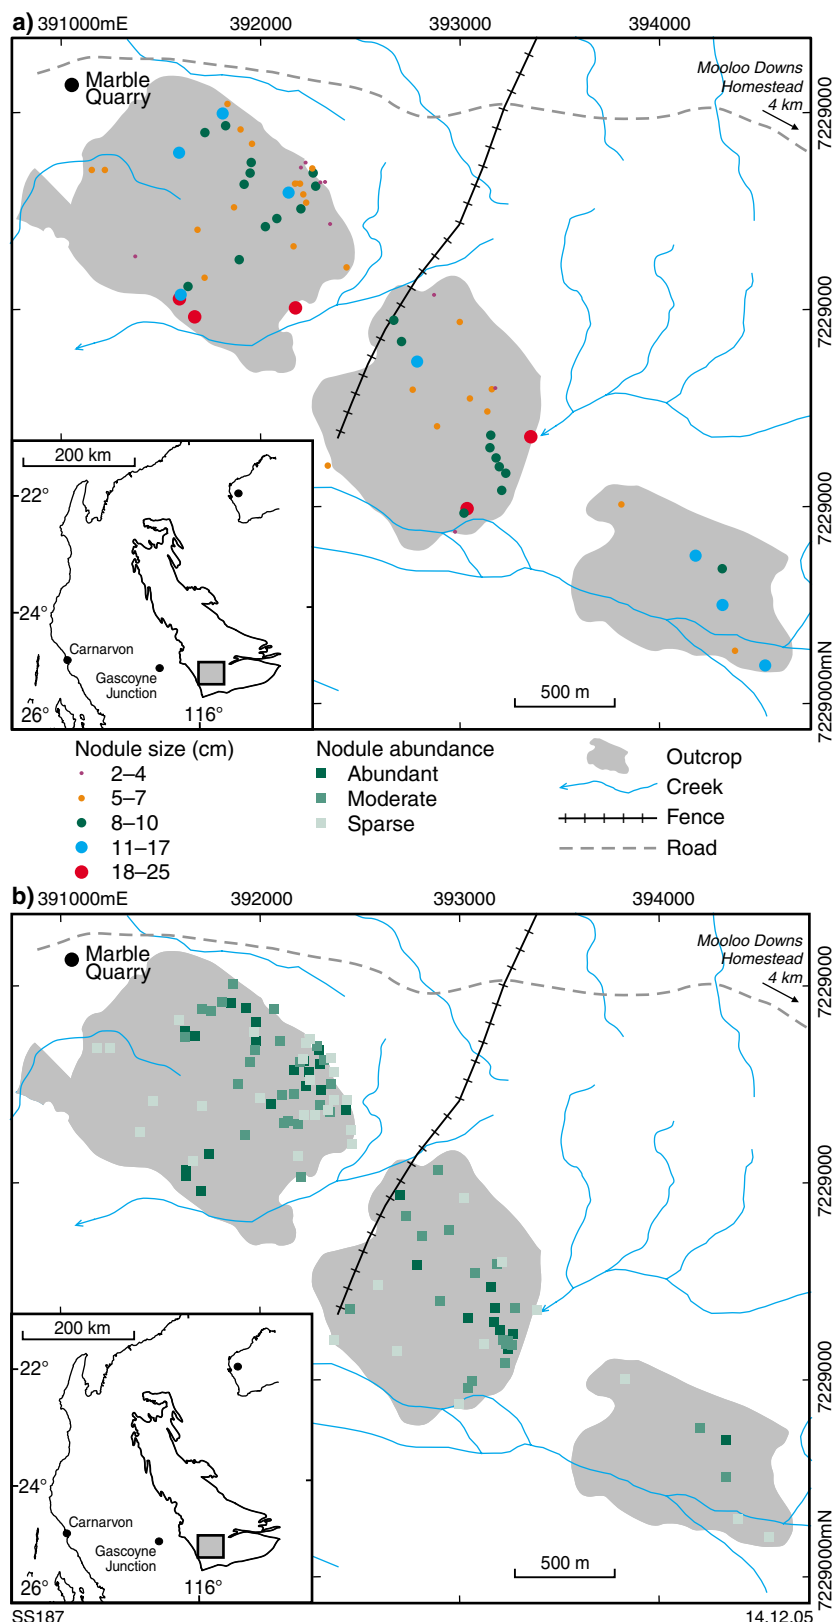 a)
391000mE 392000 393000 394000
Marble
Quarry
Mooloo Downs
Homestead
4 km
7229000
7229000
7229000
7229000mN
200 km
22°
24°
26°
116°
Carnarvon
Gascoyne
Junction
500 m
Nodule size (cm)
2–4
5–7
8–10
11–17
18–25
Nodule abundance
Abundant
Moderate
Sparse
Outcrop
Creek
Fence
Road
b)
391000mE 392000 393000 394000
Marble
Quarry
Mooloo Downs
Homestead
4 km
7229000
7229000
7229000
7229000mN
200 km
22°
24°
26°
116°
Carnarvon
Gascoyne
Junction
500 m
SS187
14.12.05